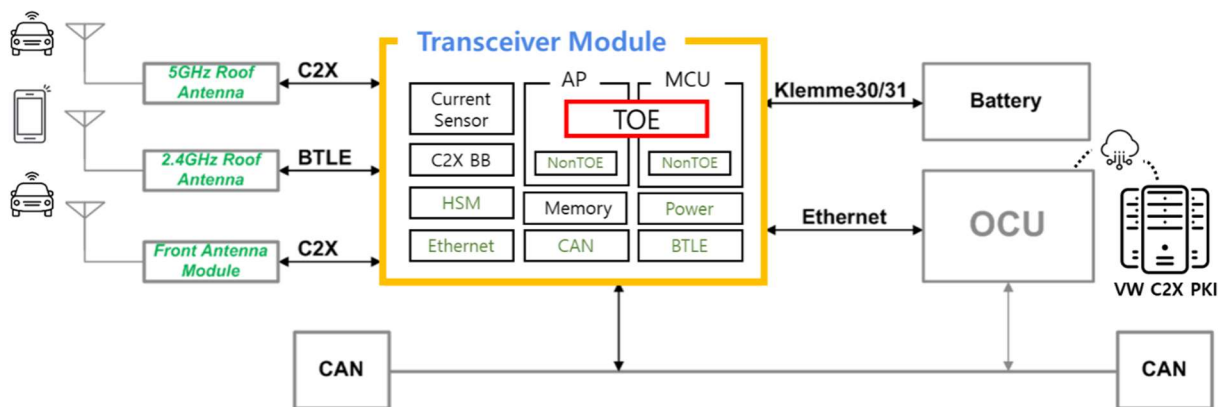 Transceiver Module
5GHz Roof
Antenna
C2X
2.4GHz Roof
Antenna
BTLE
Front Antenna
Module
C2X
Current
Sensor
C2X BB
HSM
Ethernet
AP
MCU
TOE
NonTOE
NonTOE
Memory
Power
CAN
BTLE
Klemme30/31
Battery
Ethernet
OCU
VW C2X PKI
CAN
CAN